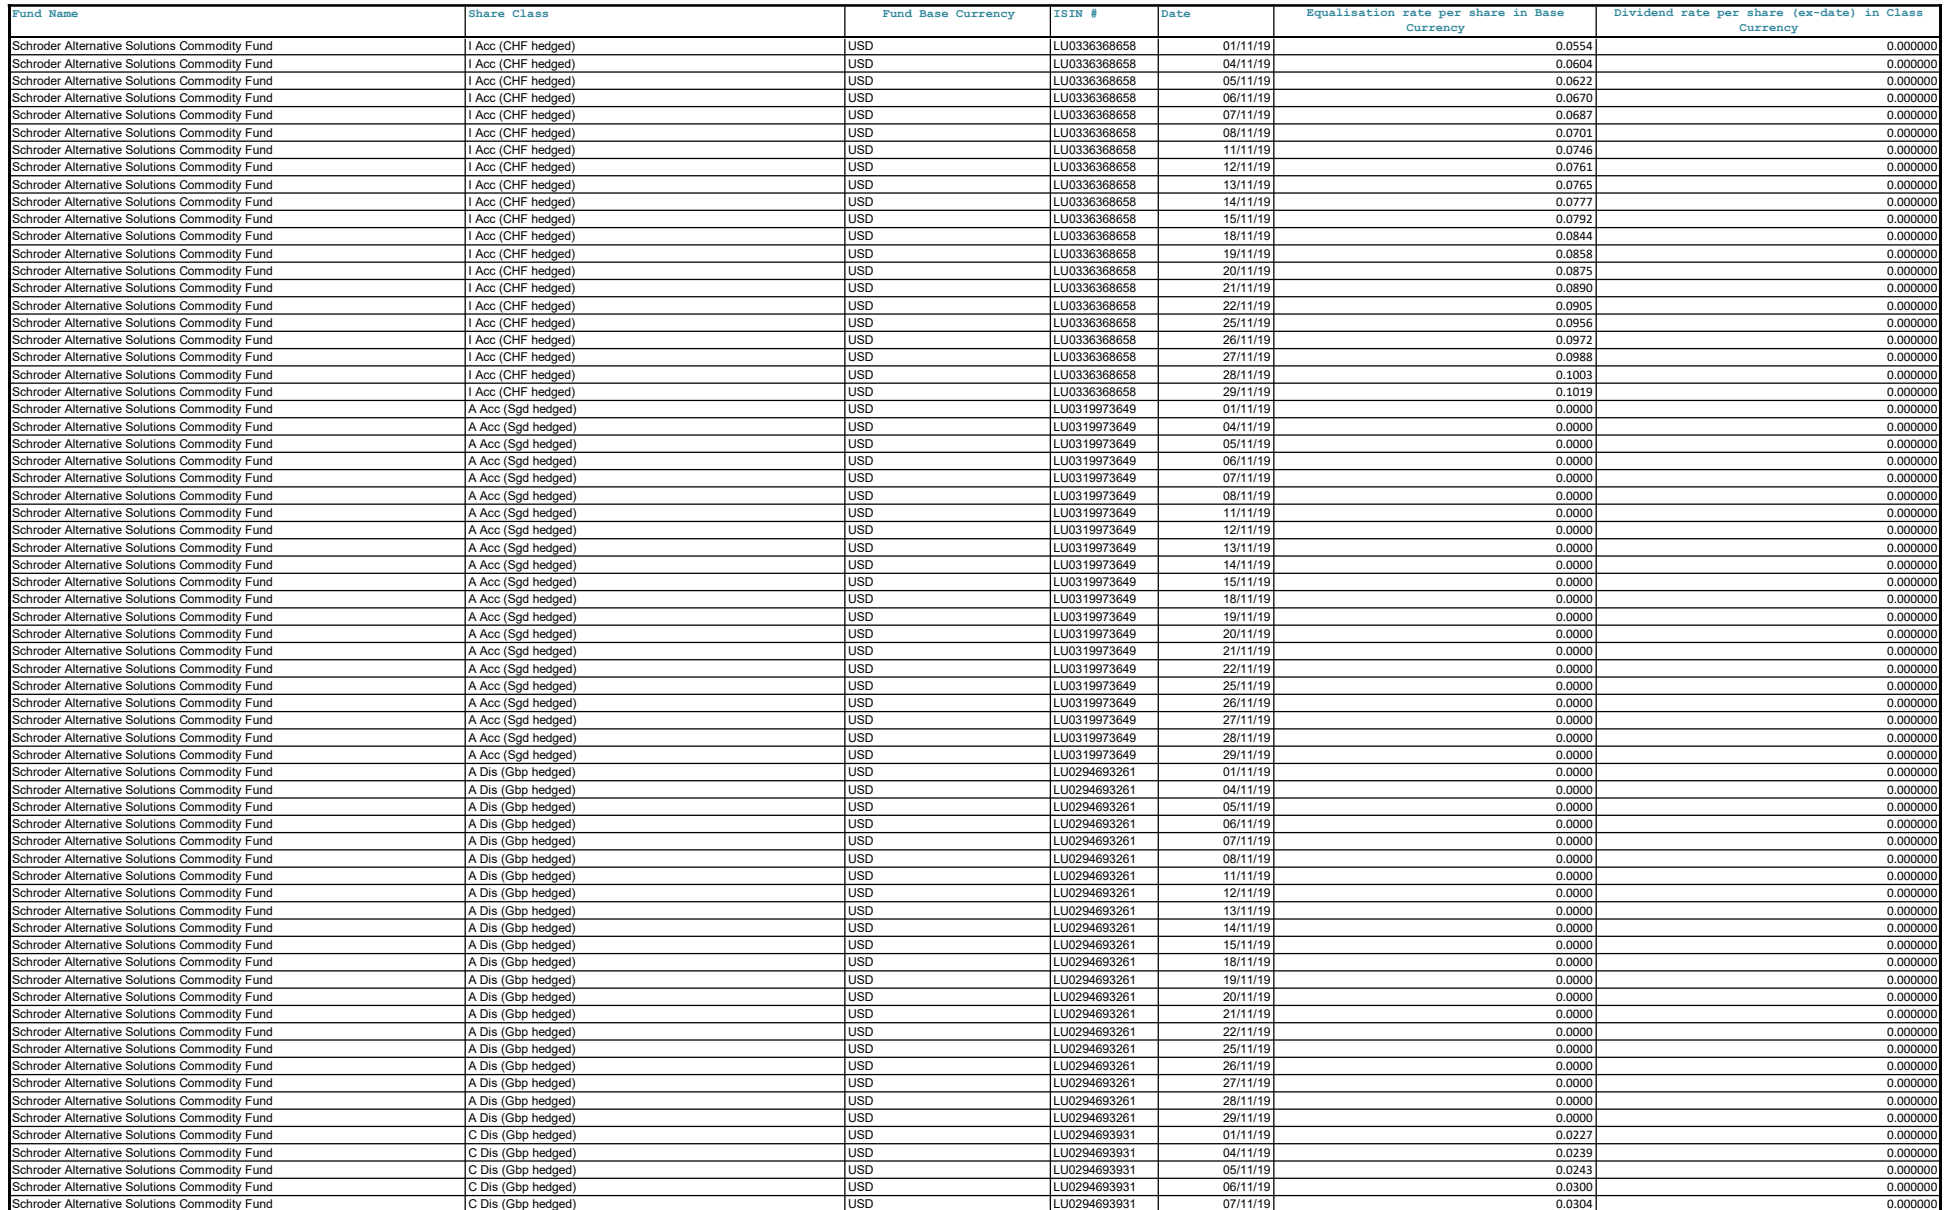 Fund Name Share Class Fund Base Currency ISIN # Date Equalisation rate per share in Base Currency Dividend rate per share (ex-date) in Class Currency
Schroder Alternative Solutions Commodity Fund I Acc (CHF hedged) USD LU0336368658 01/11/19 0.0554 0.000000
Schroder Alternative Solutions Commodity Fund I Acc (CHF hedged) USD LU0336368658 04/11/19 0.0604 0.000000
Schroder Alternative Solutions Commodity Fund I Acc (CHF hedged) USD LU0336368658 05/11/19 0.0622 0.000000
Schroder Alternative Solutions Commodity Fund I Acc (CHF hedged) USD LU0336368658 06/11/19 0.0670 0.000000
Schroder Alternative Solutions Commodity Fund I Acc (CHF hedged) USD LU0336368658 07/11/19 0.0687 0.000000
Schroder Alternative Solutions Commodity Fund I Acc (CHF hedged) USD LU0336368658 08/11/19 0.0701 0.000000
Schroder Alternative Solutions Commodity Fund I Acc (CHF hedged) USD LU0336368658 11/11/19 0.0746 0.000000
Schroder Alternative Solutions Commodity Fund I Acc (CHF hedged) USD LU0336368658 12/11/19 0.0761 0.000000
Schroder Alternative Solutions Commodity Fund I Acc (CHF hedged) USD LU0336368658 13/11/19 0.0765 0.000000
Schroder Alternative Solutions Commodity Fund I Acc (CHF hedged) USD LU0336368658 14/11/19 0.0777 0.000000
Schroder Alternative Solutions Commodity Fund I Acc (CHF hedged) USD LU0336368658 15/11/19 0.0792 0.000000
Schroder Alternative Solutions Commodity Fund I Acc (CHF hedged) USD LU0336368658 18/11/19 0.0844 0.000000
Schroder Alternative Solutions Commodity Fund I Acc (CHF hedged) USD LU0336368658 19/11/19 0.0858 0.000000
Schroder Alternative Solutions Commodity Fund I Acc (CHF hedged) USD LU0336368658 20/11/19 0.0875 0.000000
Schroder Alternative Solutions Commodity Fund I Acc (CHF hedged) USD LU0336368658 21/11/19 0.0890 0.000000
Schroder Alternative Solutions Commodity Fund I Acc (CHF hedged) USD LU0336368658 22/11/19 0.0905 0.000000
Schroder Alternative Solutions Commodity Fund I Acc (CHF hedged) USD LU0336368658 25/11/19 0.0956 0.000000
Schroder Alternative Solutions Commodity Fund I Acc (CHF hedged) USD LU0336368658 26/11/19 0.0972 0.000000
Schroder Alternative Solutions Commodity Fund I Acc (CHF hedged) USD LU0336368658 27/11/19 0.0988 0.000000
Schroder Alternative Solutions Commodity Fund I Acc (CHF hedged) USD LU0336368658 28/11/19 0.1003 0.000000
Schroder Alternative Solutions Commodity Fund I Acc (CHF hedged) USD LU0336368658 29/11/19 0.1019 0.000000
Schroder Alternative Solutions Commodity Fund A Acc (Sgd hedged) USD LU0319973649 01/11/19 0.0000 0.000000
Schroder Alternative Solutions Commodity Fund A Acc (Sgd hedged) USD LU0319973649 04/11/19 0.0000 0.000000
Schroder Alternative Solutions Commodity Fund A Acc (Sgd hedged) USD LU0319973649 05/11/19 0.0000 0.000000
Schroder Alternative Solutions Commodity Fund A Acc (Sgd hedged) USD LU0319973649 06/11/19 0.0000 0.000000
Schroder Alternative Solutions Commodity Fund A Acc (Sgd hedged) USD LU0319973649 07/11/19 0.0000 0.000000
Schroder Alternative Solutions Commodity Fund A Acc (Sgd hedged) USD LU0319973649 08/11/19 0.0000 0.000000
Schroder Alternative Solutions Commodity Fund A Acc (Sgd hedged) USD LU0319973649 11/11/19 0.0000 0.000000
Schroder Alternative Solutions Commodity Fund A Acc (Sgd hedged) USD LU0319973649 12/11/19 0.0000 0.000000
Schroder Alternative Solutions Commodity Fund A Acc (Sgd hedged) USD LU0319973649 13/11/19 0.0000 0.000000
Schroder Alternative Solutions Commodity Fund A Acc (Sgd hedged) USD LU0319973649 14/11/19 0.0000 0.000000
Schroder Alternative Solutions Commodity Fund A Acc (Sgd hedged) USD LU0319973649 15/11/19 0.0000 0.000000
Schroder Alternative Solutions Commodity Fund A Acc (Sgd hedged) USD LU0319973649 18/11/19 0.0000 0.000000
Schroder Alternative Solutions Commodity Fund A Acc (Sgd hedged) USD LU0319973649 19/11/19 0.0000 0.000000
Schroder Alternative Solutions Commodity Fund A Acc (Sgd hedged) USD LU0319973649 20/11/19 0.0000 0.000000
Schroder Alternative Solutions Commodity Fund A Acc (Sgd hedged) USD LU0319973649 21/11/19 0.0000 0.000000
Schroder Alternative Solutions Commodity Fund A Acc (Sgd hedged) USD LU0319973649 22/11/19 0.0000 0.000000
Schroder Alternative Solutions Commodity Fund A Acc (Sgd hedged) USD LU0319973649 25/11/19 0.0000 0.000000
Schroder Alternative Solutions Commodity Fund A Acc (Sgd hedged) USD LU0319973649 26/11/19 0.0000 0.000000
Schroder Alternative Solutions Commodity Fund A Acc (Sgd hedged) USD LU0319973649 27/11/19 0.0000 0.000000
Schroder Alternative Solutions Commodity Fund A Acc (Sgd hedged) USD LU0319973649 28/11/19 0.0000 0.000000
Schroder Alternative Solutions Commodity Fund A Acc (Sgd hedged) USD LU0319973649 29/11/19 0.0000 0.000000
Schroder Alternative Solutions Commodity Fund A Dis (Gbp hedged) USD LU0294693261 01/11/19 0.0000 0.000000
Schroder Alternative Solutions Commodity Fund A Dis (Gbp hedged) USD LU0294693261 04/11/19 0.0000 0.000000
Schroder Alternative Solutions Commodity Fund A Dis (Gbp hedged) USD LU0294693261 05/11/19 0.0000 0.000000
Schroder Alternative Solutions Commodity Fund A Dis (Gbp hedged) USD LU0294693261 06/11/19 0.0000 0.000000
Schroder Alternative Solutions Commodity Fund A Dis (Gbp hedged) USD LU0294693261 07/11/19 0.0000 0.000000
Schroder Alternative Solutions Commodity Fund A Dis (Gbp hedged) USD LU0294693261 08/11/19 0.0000 0.000000
Schroder Alternative Solutions Commodity Fund A Dis (Gbp hedged) USD LU0294693261 11/11/19 0.0000 0.000000
Schroder Alternative Solutions Commodity Fund A Dis (Gbp hedged) USD LU0294693261 12/11/19 0.0000 0.000000
Schroder Alternative Solutions Commodity Fund A Dis (Gbp hedged) USD LU0294693261 13/11/19 0.0000 0.000000
Schroder Alternative Solutions Commodity Fund A Dis (Gbp hedged) USD LU0294693261 14/11/19 0.0000 0.000000
Schroder Alternative Solutions Commodity Fund A Dis (Gbp hedged) USD LU0294693261 15/11/19 0.0000 0.000000
Schroder Alternative Solutions Commodity Fund A Dis (Gbp hedged) USD LU0294693261 18/11/19 0.0000 0.000000
Schroder Alternative Solutions Commodity Fund A Dis (Gbp hedged) USD LU0294693261 19/11/19 0.0000 0.000000
Schroder Alternative Solutions Commodity Fund A Dis (Gbp hedged) USD LU0294693261 20/11/19 0.0000 0.000000
Schroder Alternative Solutions Commodity Fund A Dis (Gbp hedged) USD LU0294693261 21/11/19 0.0000 0.000000
Schroder Alternative Solutions Commodity Fund A Dis (Gbp hedged) USD LU0294693261 22/11/19 0.0000 0.000000
Schroder Alternative Solutions Commodity Fund A Dis (Gbp hedged) USD LU0294693261 25/11/19 0.0000 0.000000
Schroder Alternative Solutions Commodity Fund A Dis (Gbp hedged) USD LU0294693261 26/11/19 0.0000 0.000000
Schroder Alternative Solutions Commodity Fund A Dis (Gbp hedged) USD LU0294693261 27/11/19 0.0000 0.000000
Schroder Alternative Solutions Commodity Fund A Dis (Gbp hedged) USD LU0294693261 28/11/19 0.0000 0.000000
Schroder Alternative Solutions Commodity Fund A Dis (Gbp hedged) USD LU0294693261 29/11/19 0.0000 0.000000
Schroder Alternative Solutions Commodity Fund C Dis (Gbp hedged) USD LU0294693931 01/11/19 0.0227 0.000000
Schroder Alternative Solutions Commodity Fund C Dis (Gbp hedged) USD LU0294693931 04/11/19 0.0239 0.000000
Schroder Alternative Solutions Commodity Fund C Dis (Gbp hedged) USD LU0294693931 05/11/19 0.0243 0.000000
Schroder Alternative Solutions Commodity Fund C Dis (Gbp hedged) USD LU0294693931 06/11/19 0.0300 0.000000
Schroder Alternative Solutions Commodity Fund C Dis (Gbp hedged) USD LU0294693931 07/11/19 0.0304 0.000000